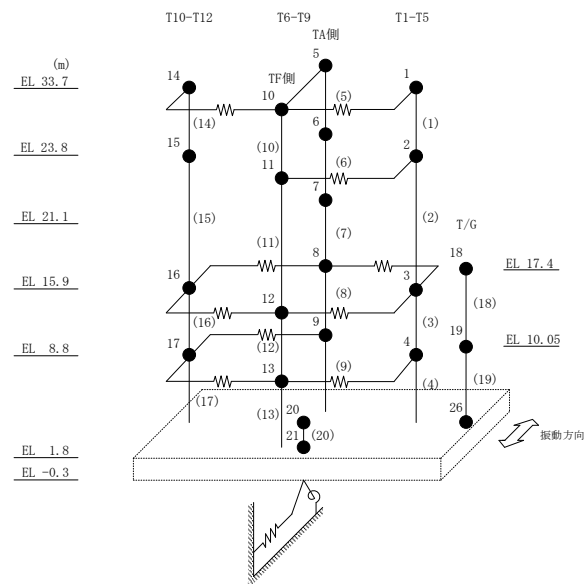 T10-T12 T6-T9 T1-T5
TA側
(m) 5
EL 33.7 14 TF側 1
10
(14) (5)
(10) 6 (1)
EL 23.8 15 2
11 (6)
7
EL 21.1 (15) (7) (2) T/G
(11) 8 18 EL 17.4
EL 15.9 16 3
12 (8) (18)
(16) 9 (3) 19
(12) EL 10.05
EL 8.8 17 4
13 (9)
(17) (4) (19)
(13) 20 26
21 (20) 振動方向
EL 1.8
EL -0.3